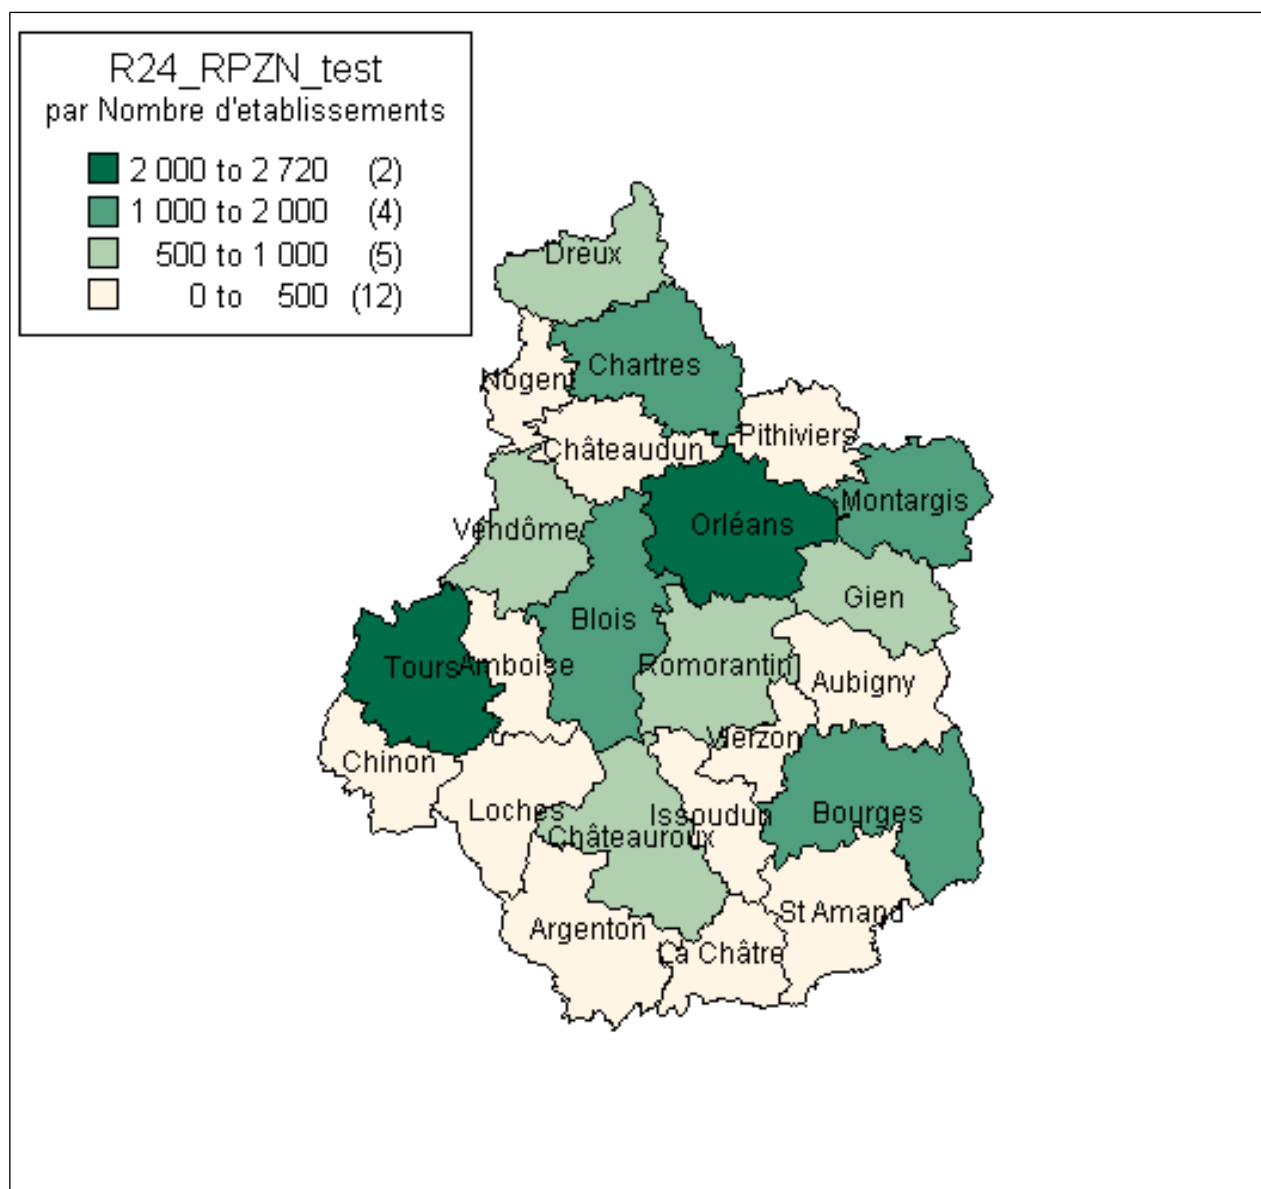 R24_RPZN_test
par Nombre d'etablissements
2 000 to 2 720 (2)
1 000 to 2 000 (4)
500 to 1 000 (5)
0 to 500 (12)
Dreux
Chartres
Nogent
Pithiviers
Châteaudun
Montargis
Orléans
Vendôme
Gien
Blois
Tours
Amboise
Romorantin
Aubigny
Vierzon
Chinon
Loches
Issoudun
Bourges
Châteauroux
St Amand
Argenton
La Châtre